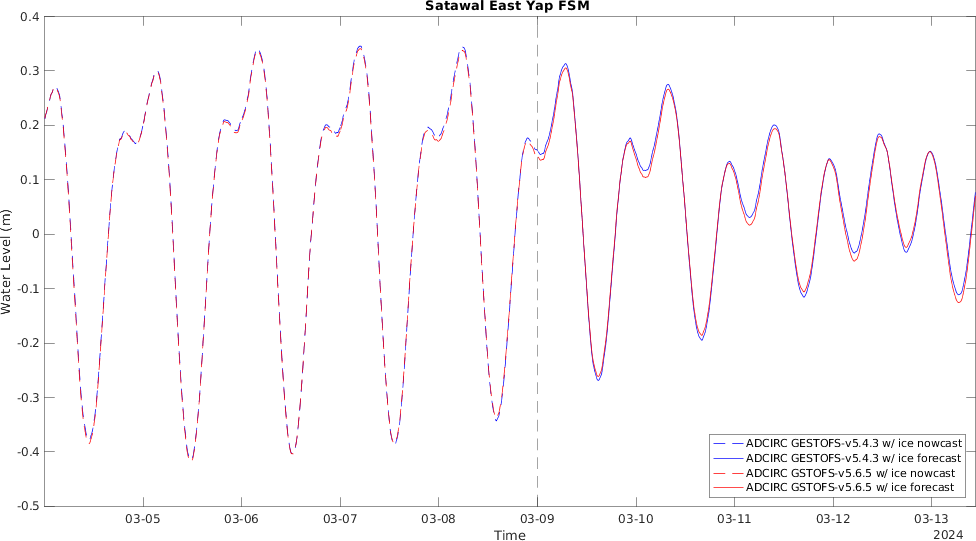 Satawal East Yap FSM
0.4
0.3
0.2
0.1
0
-0.1
-0.2
-0.3
-0.4
-0.5
Water Level (m)
03-05
03-06
03-07
03-08
03-09
03-10
03-11
03-12
03-13
Time
2024
ADCIRC GESTOFS-v5.4.3 w/ ice nowcast
ADCIRC GESTOFS-v5.4.3 w/ ice forecast
ADCIRC GSTOFS-v5.6.5 w/ ice nowcast
ADCIRC GSTOFS-v5.6.5 w/ ice forecast